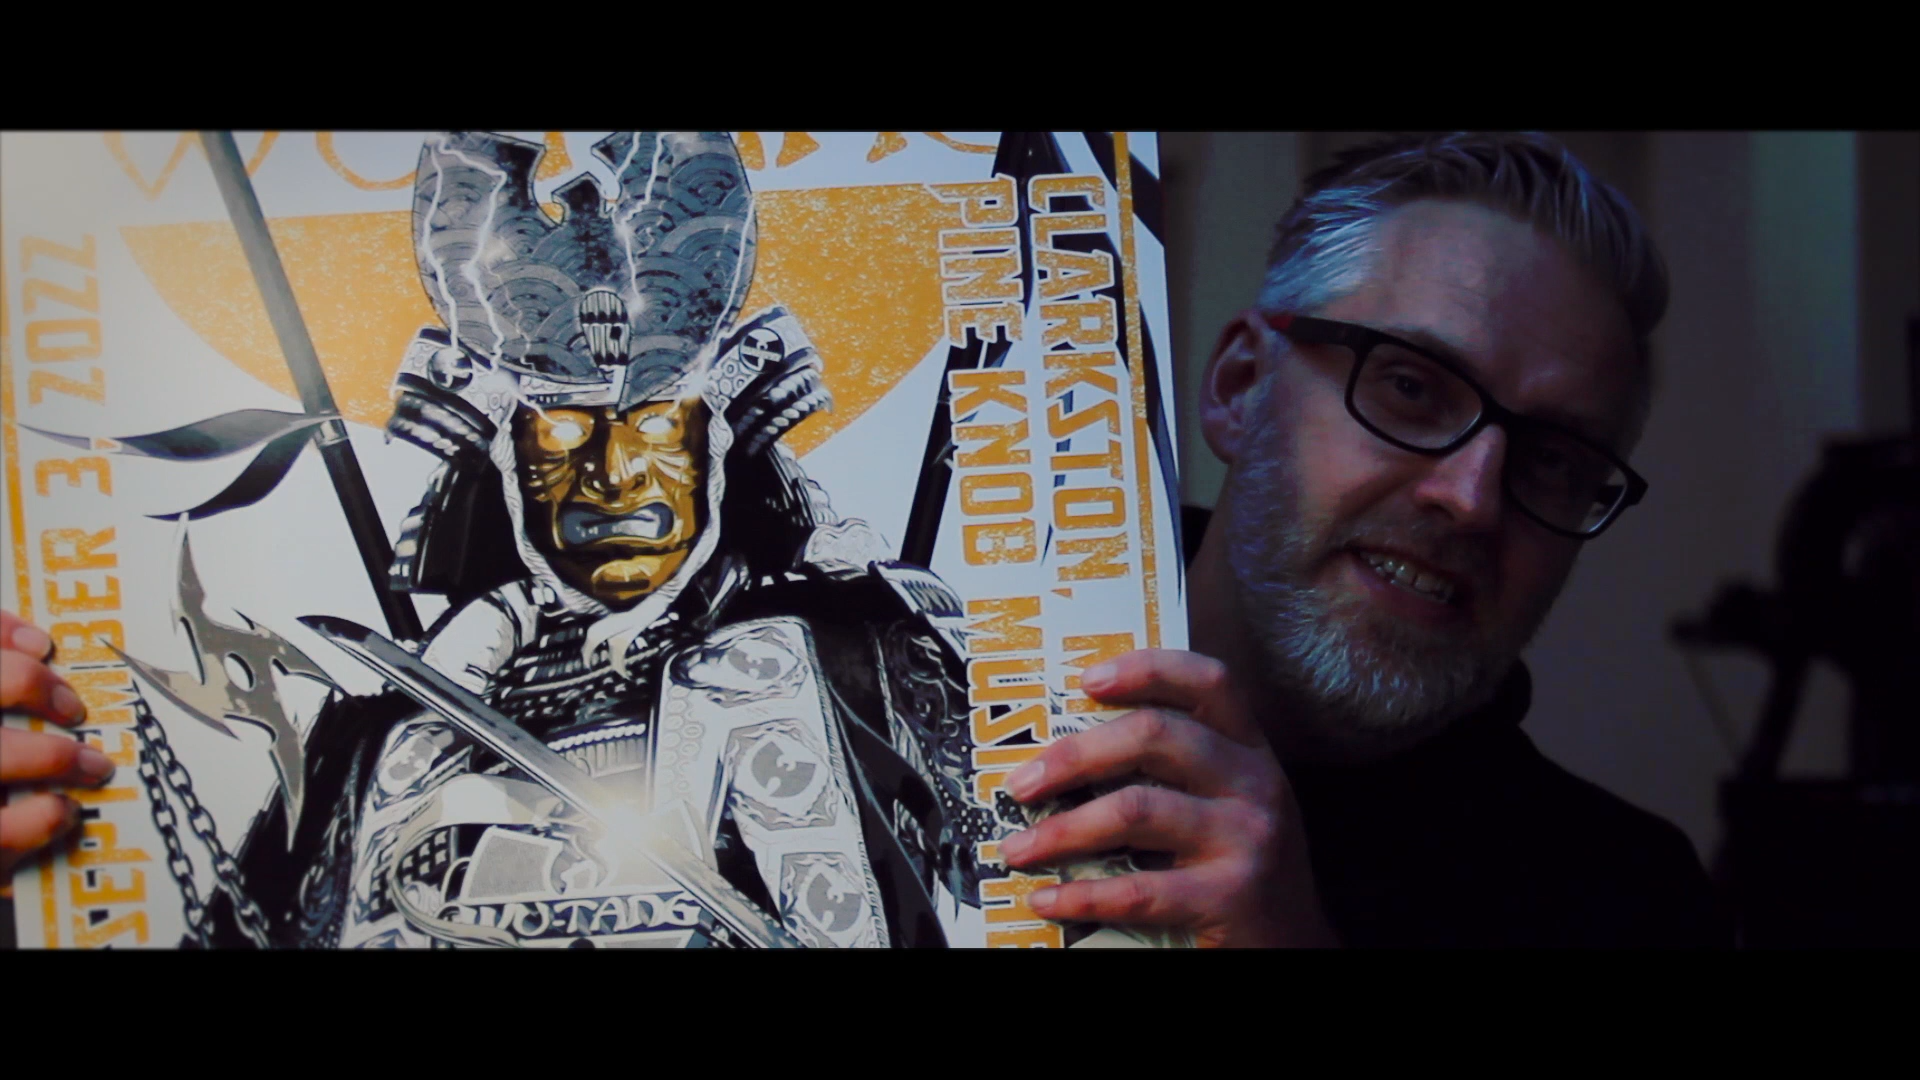 SEPTEMBER 3, 2022
CLARKSTON, MI
PINE KNOB MUSIC
WU-TANG